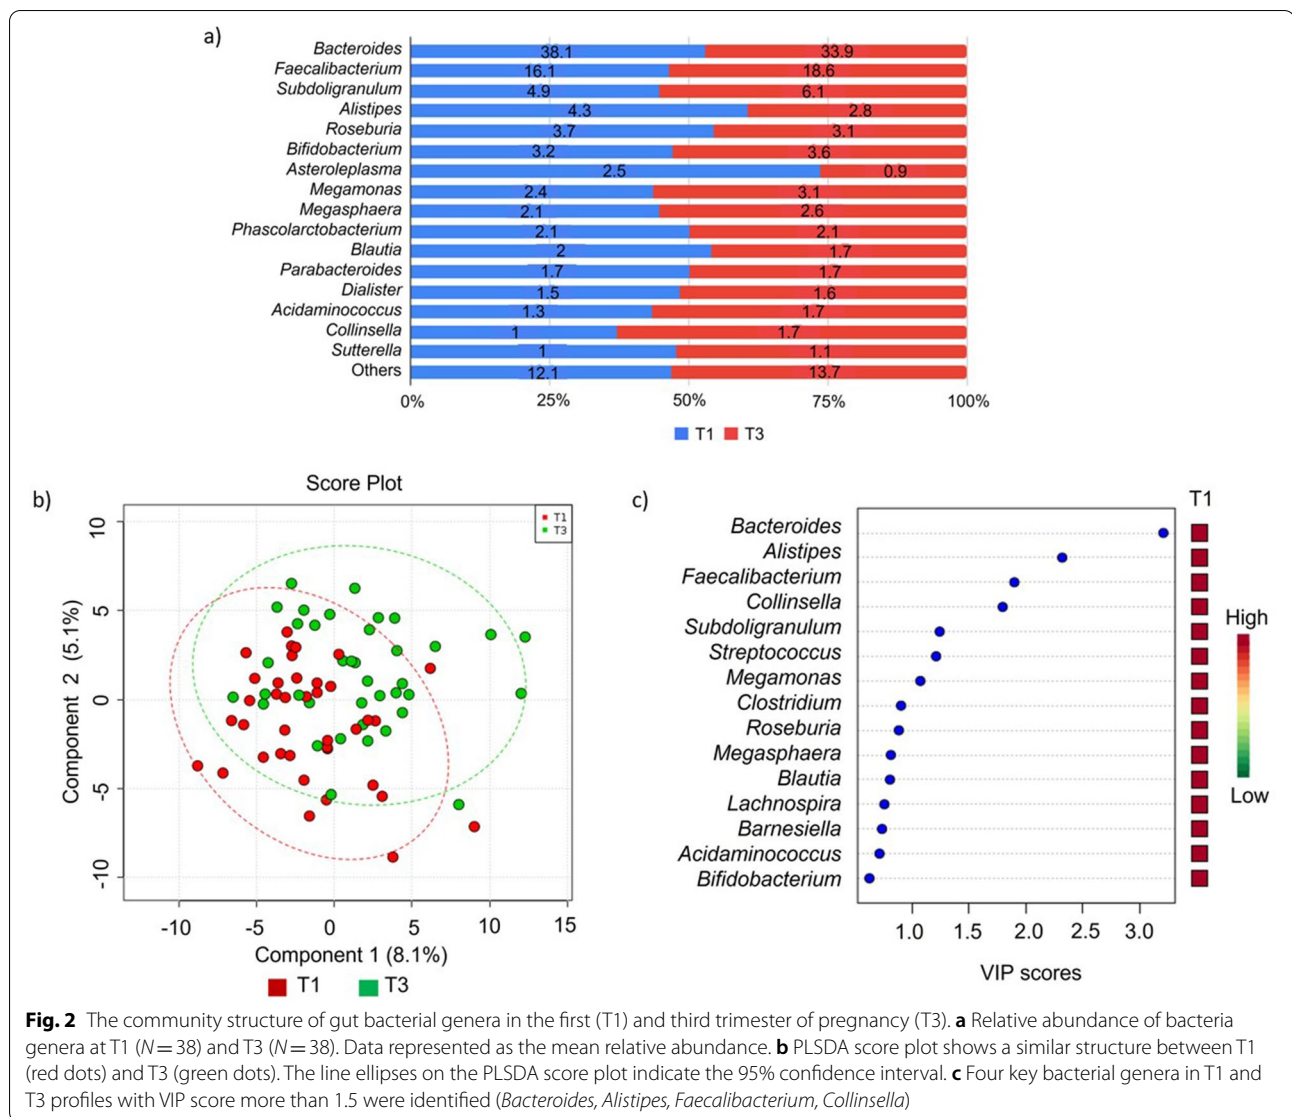 a)
Bacteroides 38.1 33.9
Faecalibacterium 16.1 18.6
Subdoligranulum 4.9 6.1
Alistipes 4.3 2.8
Roseburia 3.7 3.1
Bifidobacterium 3.2 3.6
Asteroleplasma 2.5 0.9
Megamonas 2.4 3.1
Megasphaera 2.1 2.6
Phascolarctobacterium 2.1 2.1
Blautia 2 1.7
Parabacteroides 1.7 1.7
Dialister 1.5 1.6
Acidaminococcus 1.3 1.7
Collinsella 1 1.7
Sutterella 1 1.1
Others 12.1 13.7
0% 25% 50% 75% 100%
T1 T3
b)
Score Plot
T1
T3
Component 2 (5.1%)
10
5
0
-5
-10
-10 -5 0 5 10 15
Component 1 (8.1%)
T1 T3
c)
T1
Bacteroides
Alistipes
Faecalibacterium
Collinsella
Subdoligranulum
Streptococcus
Megamonas
Clostridium
Roseburia
Megasphaera
Blautia
Lachnospira
Barnesiella
Acidaminococcus
Bifidobacterium
High
Low
1.0 1.5 2.0 2.5 3.0
VIP scores
Fig. 2 The community structure of gut bacterial genera in the first (T1) and third trimester of pregnancy (T3). a Relative abundance of bacteria
genera at T1 (N = 38) and T3 (N = 38). Data represented as the mean relative abundance. b PLSDA score plot shows a similar structure between T1
(red dots) and T3 (green dots). The line ellipses on the PLSDA score plot indicate the 95% confidence interval. c Four key bacterial genera in T1 and
T3 profiles with VIP score more than 1.5 were identified (Bacteroides, Alistipes, Faecalibacterium, Collinsella)